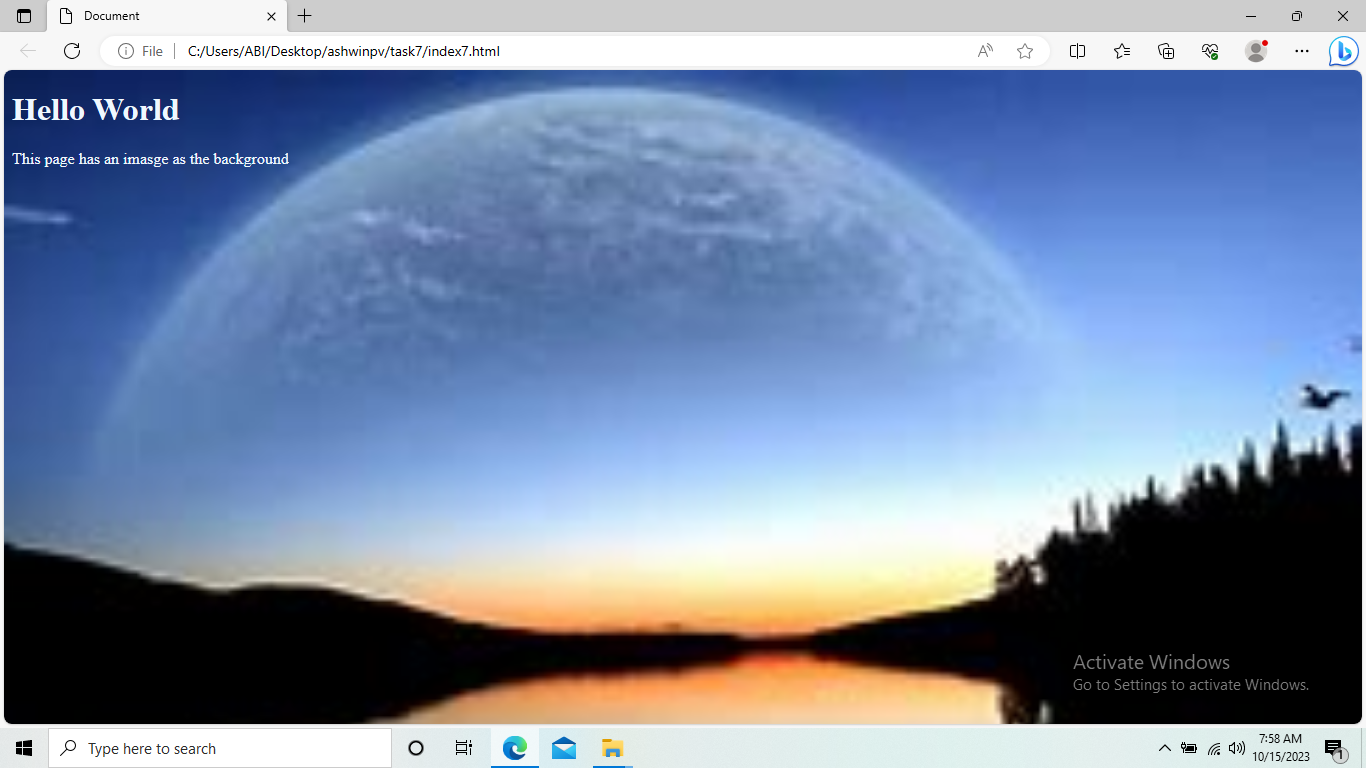 Document
File
C:/Users/ABI/Desktop/ashwinpv/task7/index7.html
Hello World
This page has an imasge as the background
Activate Windows
Go to Settings to activate Windows.
Type here to search
7:58 AM
10/15/2023
1